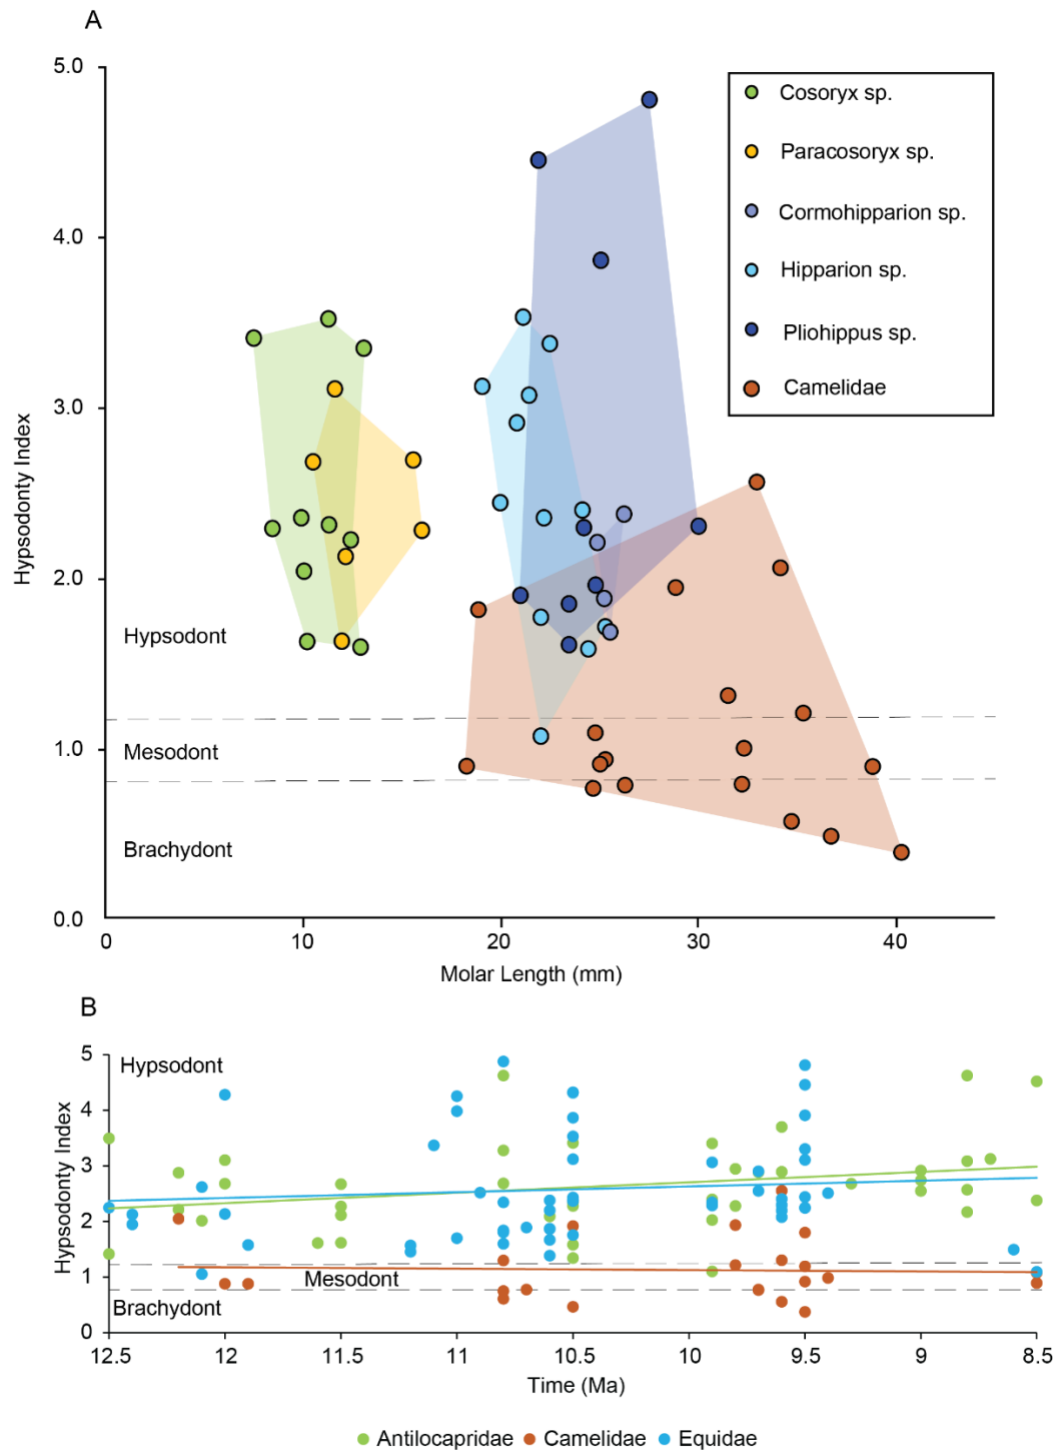 A
5.0
4.0
3.0
2.0
1.0
0.0
Hypsodonty Index
Cosoryx sp.
Paracosoryx sp.
Cormohipparion sp.
Hipparion sp.
Pliohippus sp.
Camelidae
Hypsodont
Mesodont
Brachydont
0 10 20 30 40
Molar Length (mm)
B
5
4
3
2
1
0
Hypsodonty Index
Hypsodont
Mesodont
Brachydont
12.5 12 11.5 11 10.5 10 9.5 9 8.5
Time (Ma)
Antilocapridae Camelidae Equidae